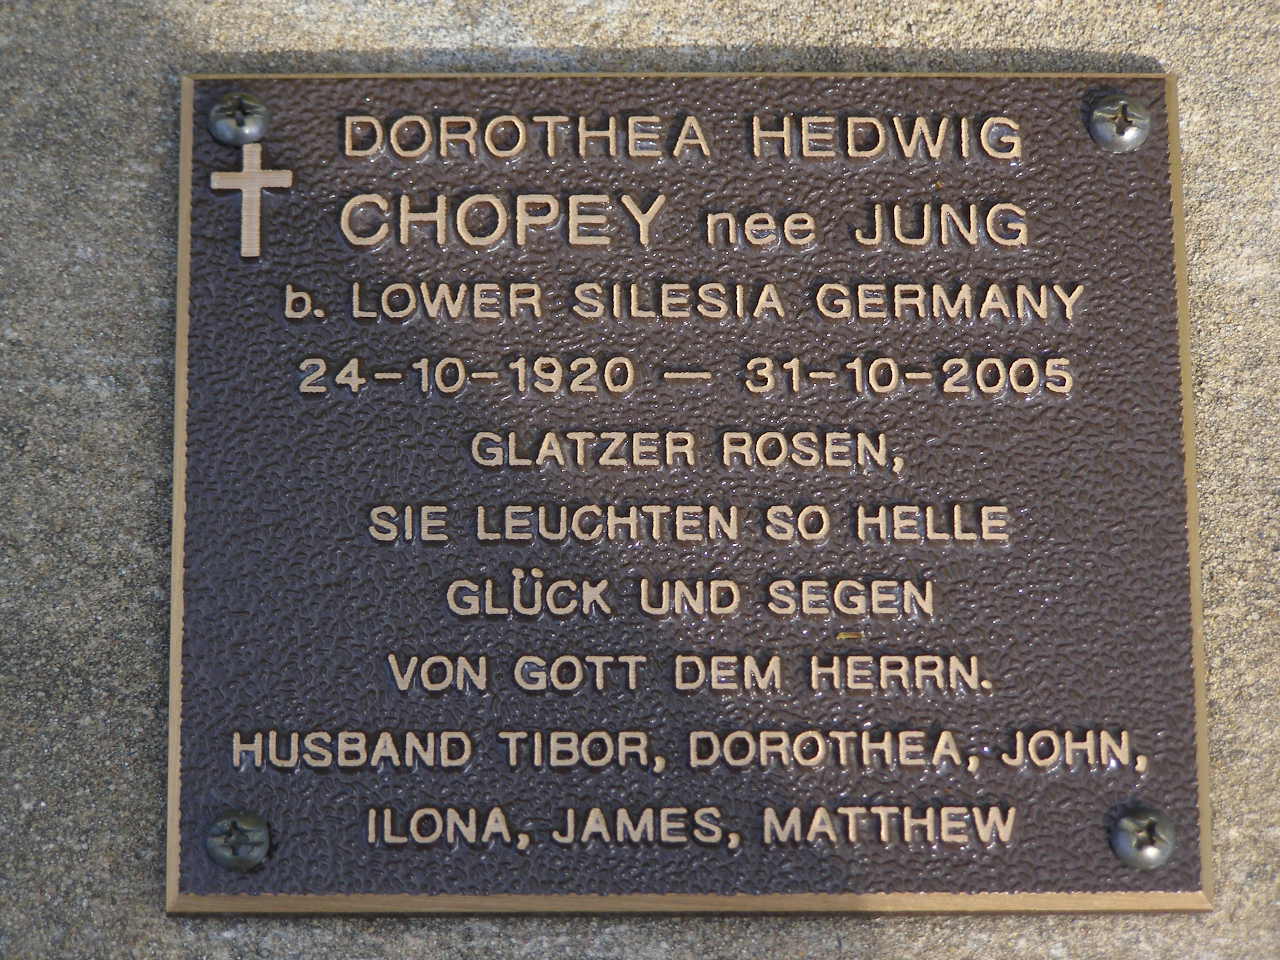 DOROTHEA HEDWIG
CHOPEY nee JUNG
b. LOWER SILESIA GERMANY
24-10-1920 — 31-10-2005
GLATZER ROSEN,
SIE LEUCHTEN SO HELLE
GLÜCK UND SEGEN
VON GOTT DEM HERRN.
HUSBAND TIBOR, DOROTHEA, JOHN,
ILONA, JAMES, MATTHEW